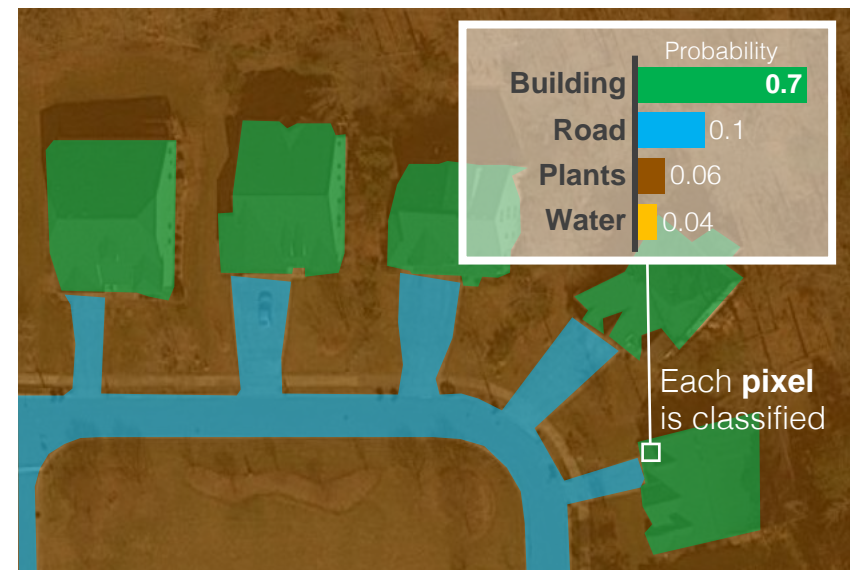 Probability
Building 0.7
Road 0.1
Plants 0.06
Water 0.04
Each pixel
is classified